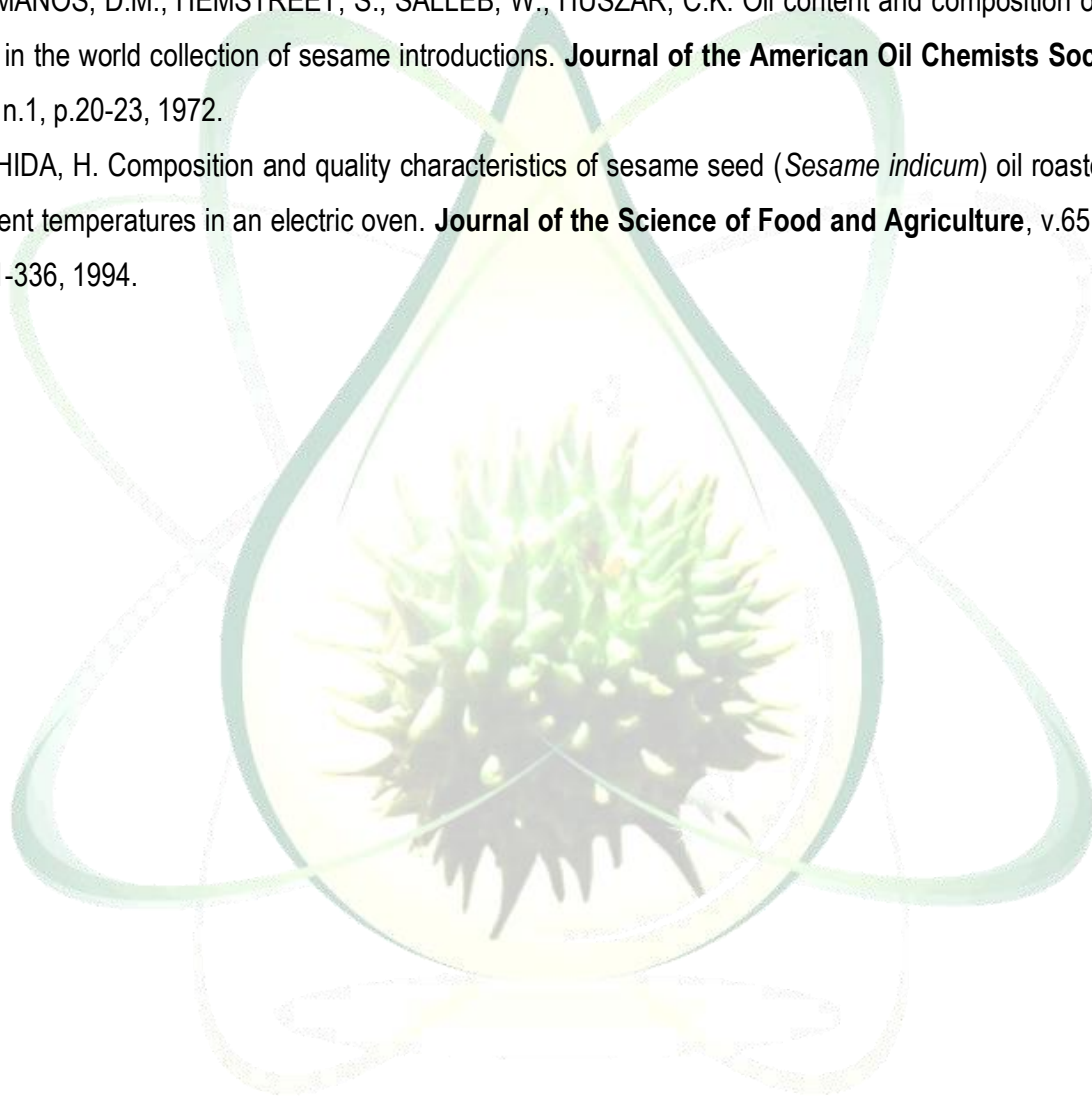 MANOS, D.M., HEMSTREET, S., SALLEB, W., HUSZAR, C.K. Oil content and composition o
in the world collection of sesame introductions. Journal of the American Oil Chemists Soc
n.1, p.20-23, 1972.
HIDA, H. Composition and quality characteristics of sesame seed (Sesame indicum) oil roaste
ent temperatures in an electric oven. Journal of the Science of Food and Agriculture, v.65
-336, 1994.